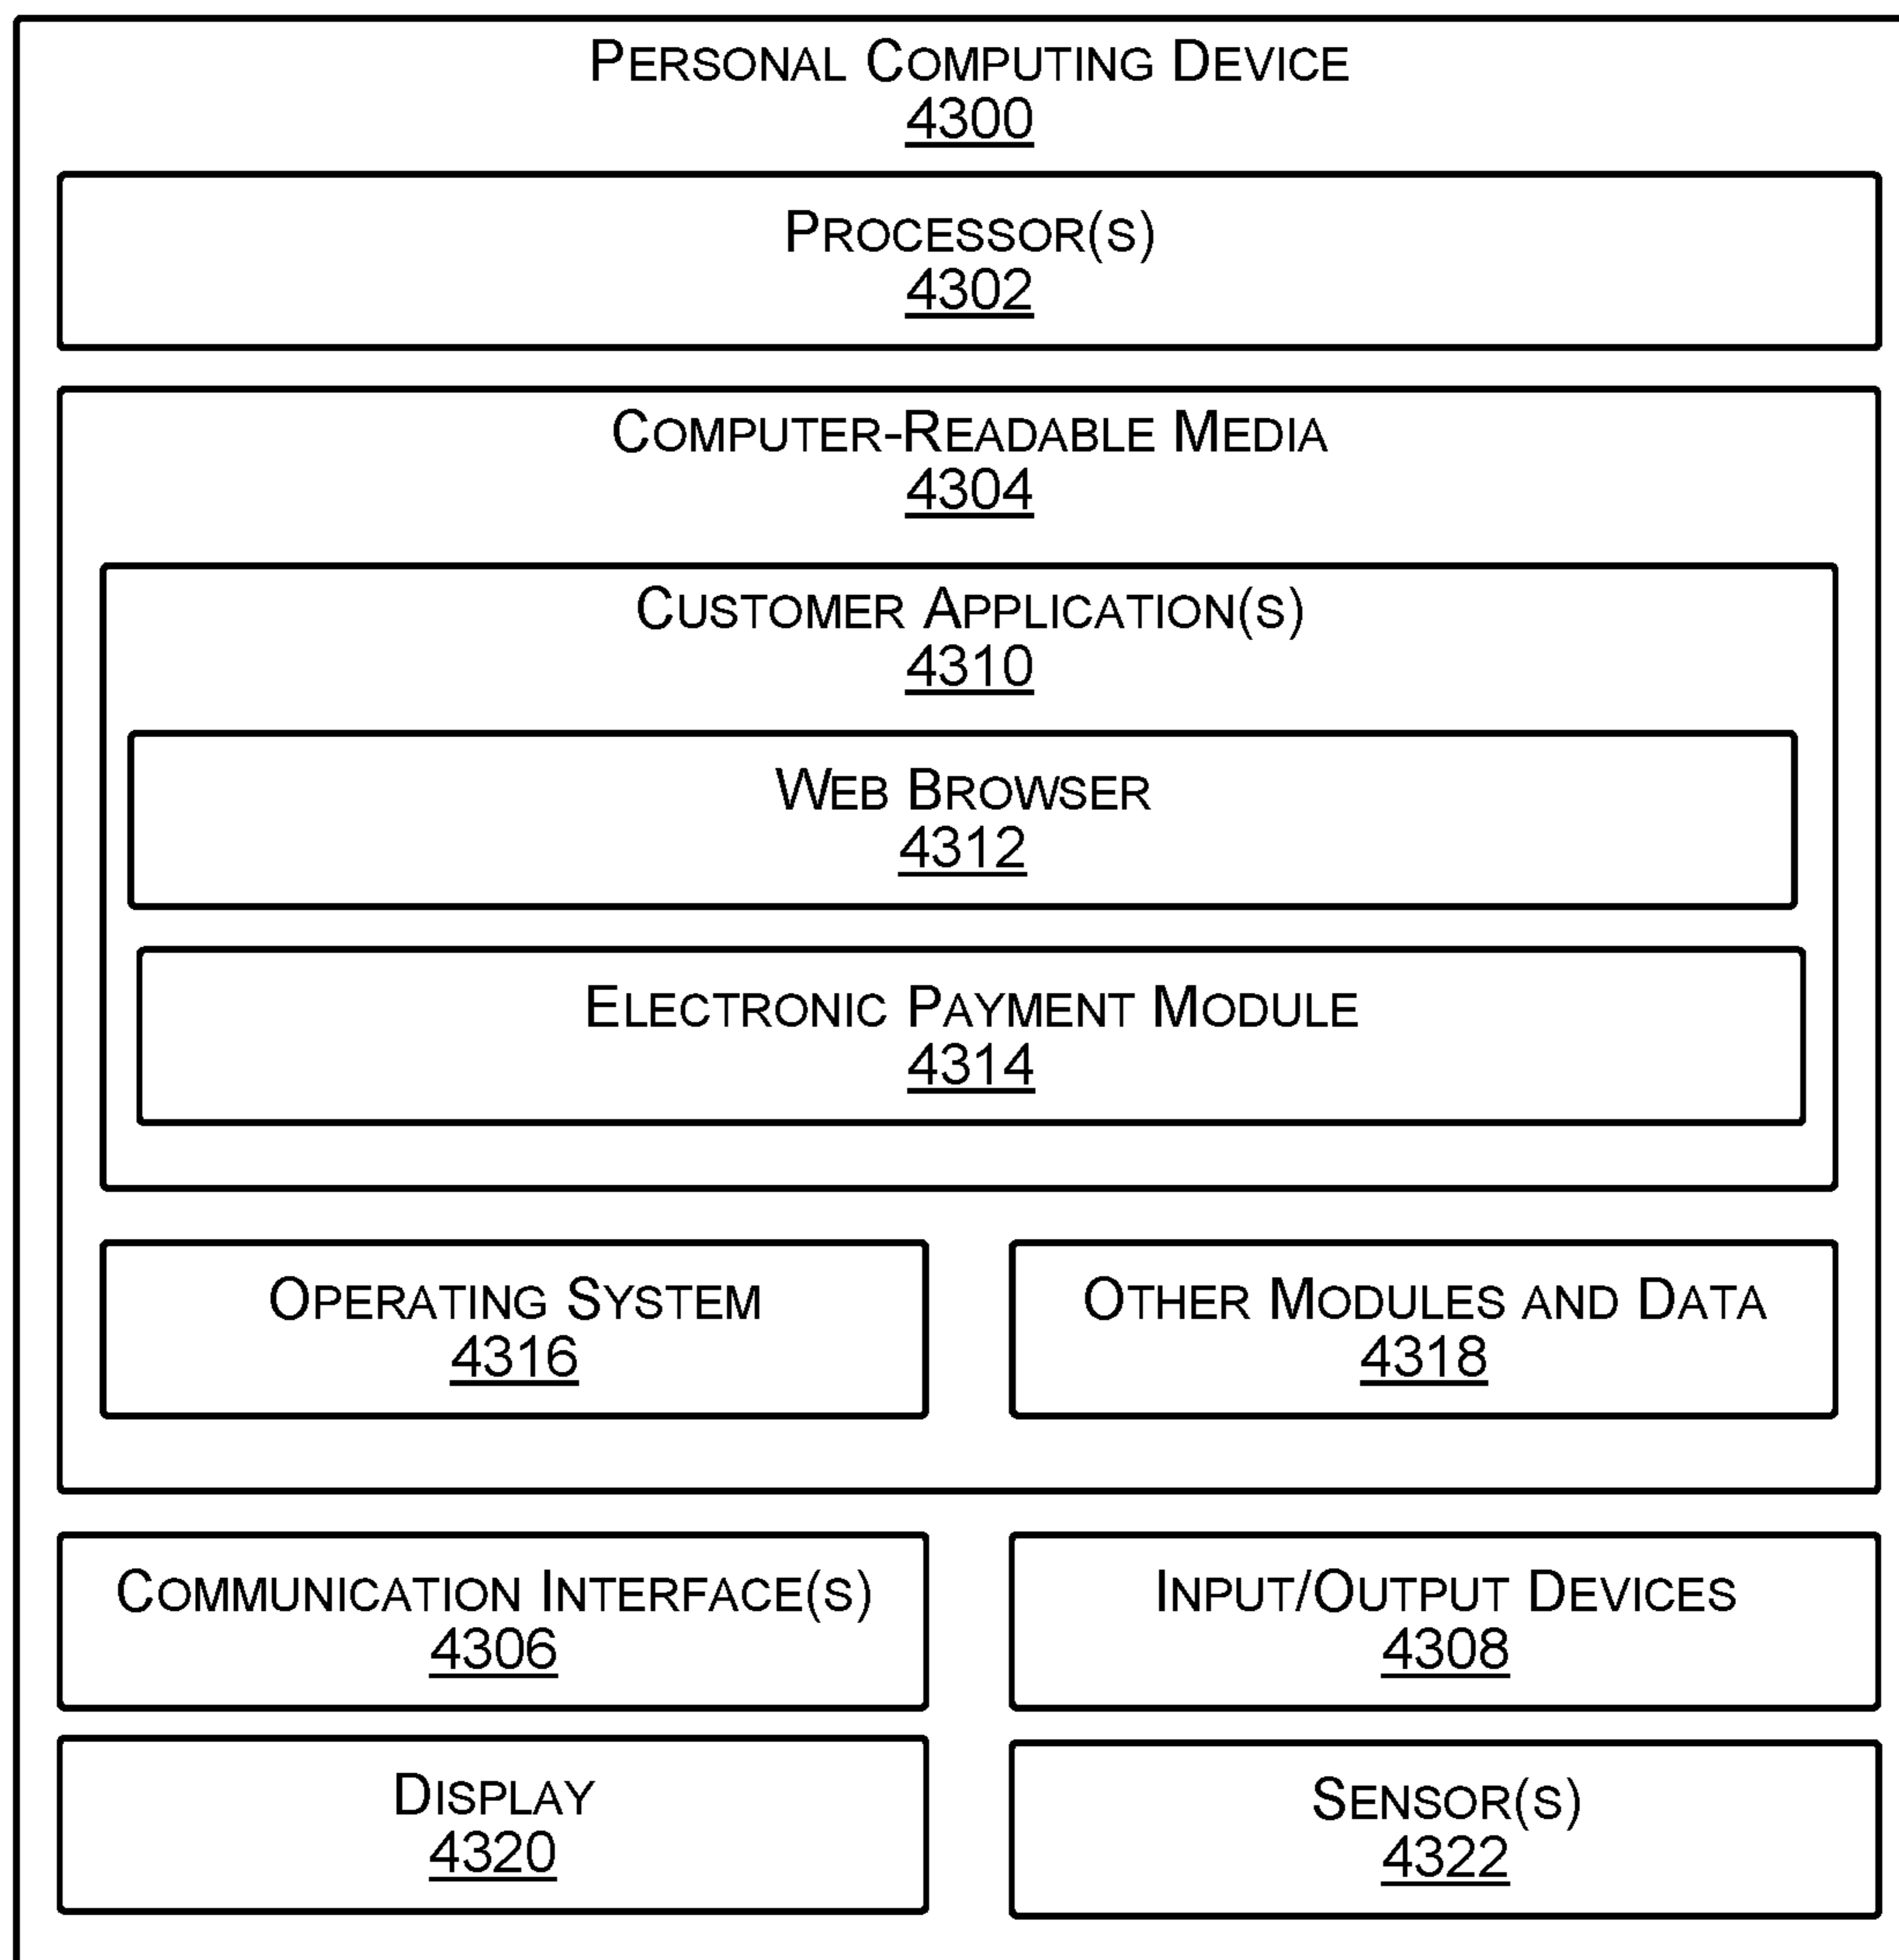 PERSONAL COMPUTING DEVICE
4300
PROCESSOR(S)
4302
COMPUTER-READABLE MEDIA
4304
CUSTOMER APPLICATION(S)
4310
WEB BROWSER
4312
ELECTRONIC PAYMENT MODULE
4314
OPERATING SYSTEM
4316
OTHER MODULES AND DATA
4318
COMMUNICATION INTERFACE(S)
4306
INPUT/OUTPUT DEVICES
4308
DISPLAY
4320
SENSOR(S)
4322